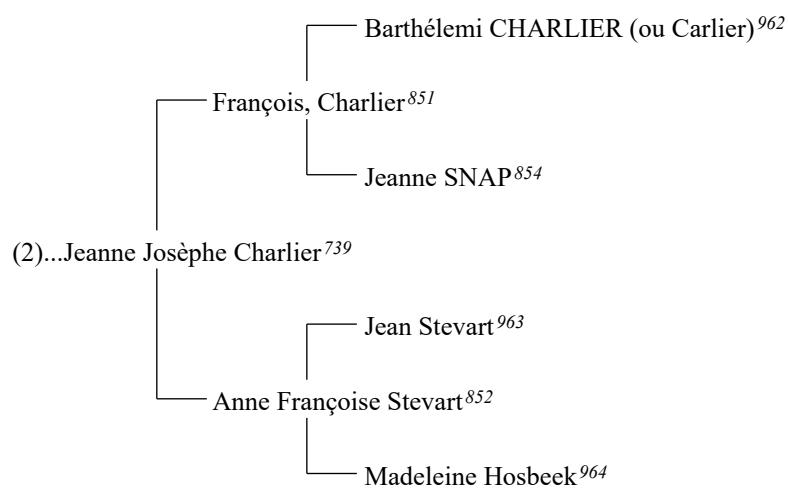 Barthélemi CHARLIER (ou Carlier)962
François, Charlier851
Jeanne SNAP854
(2)...Jeanne Josèphe Charlier739
Jean Stevart963
Anne Françoise Stevart852
Madeleine Hosbeek964